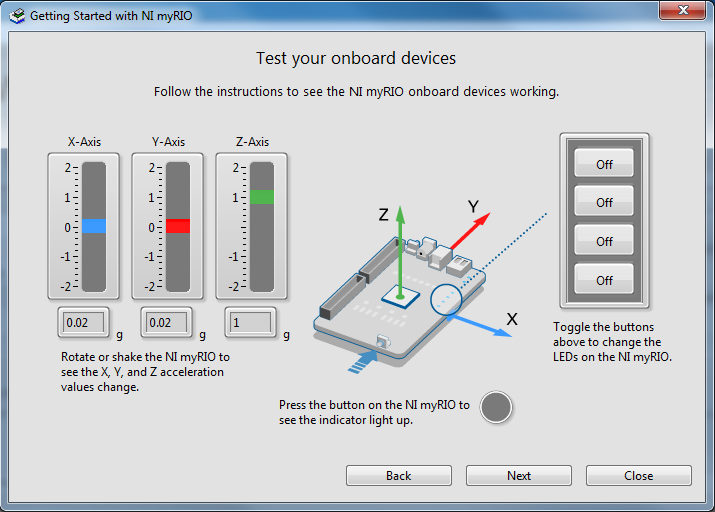 Getting Started with NI myRIO
Test your onboard devices
Follow the instructions to see the NI myRIO onboard devices working.
X-Axis
2
1
0
-1
-2
0.02
g
Y-Axis
2
1
0
-1
-2
0.02
g
Z-Axis
2
1
0
-1
-2
1
g
Rotate or shake the NI myRIO to
see the X, Y, and Z acceleration
values change.
Z
Y
X
Press the button on the NI myRIO to
see the indicator light up.
Off
Off
Off
Off
Toggle the buttons
above to change the
LEDs on the NI myRIO.
Back
Next
Close